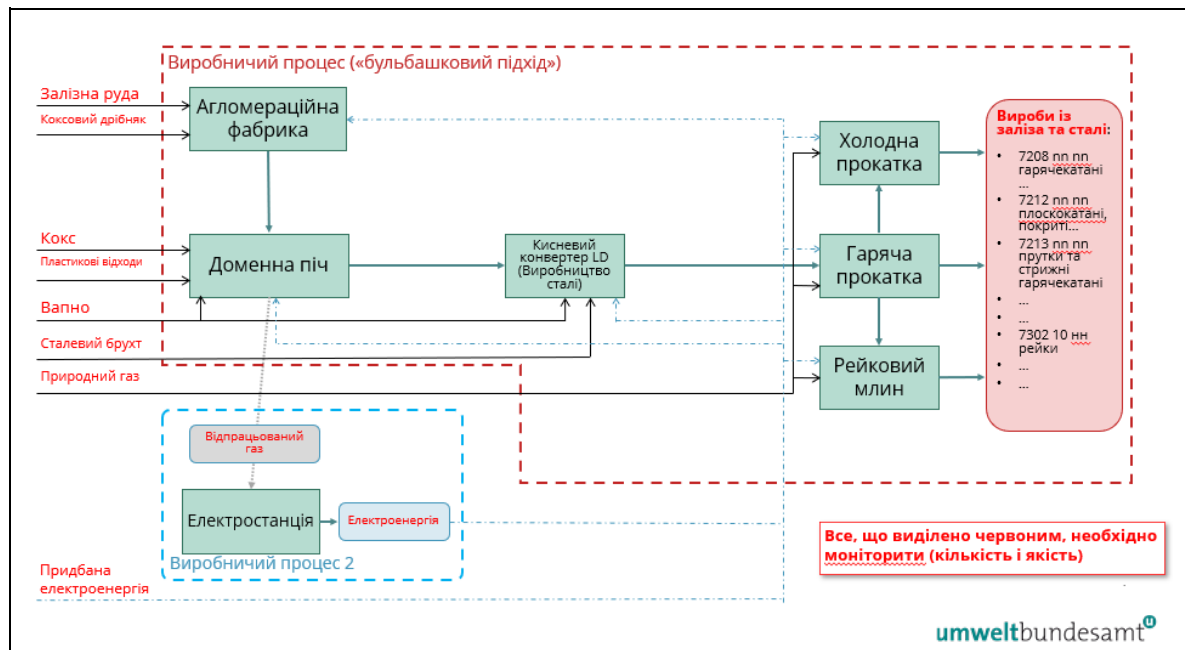 Виробничий процес («бульбашковий підхід»)
Залізна руда
Коксовий дрібняк
Агломераційна
фабрика
Холодна
прокатка
Вироби із
заліза та сталі:
• 7208 nn nn
гарячекатані
...
• 7212 nn nn
плоскокатані,
покриті...
• 7213 nn nn
прутки та
стрижні
гарячекатані
• ...
• ...
• 7302 10 нн
рейки
• ...
• ...
Кокс
Пластикові відходи
Доменна піч
Кисневий
конвертер LD
(Виробництво
сталі)
Гаряча
прокатка
Вапно
Сталевий брухт
Природний газ
Рейковий
млин
Відпрацьований
газ
Електростанція
Електроенергія
Виробничий процес 2
Все, що виділено червоним, необхідно
моніторити (кількість і якість)
Придбана
електроенергія
umweltbundesamt u